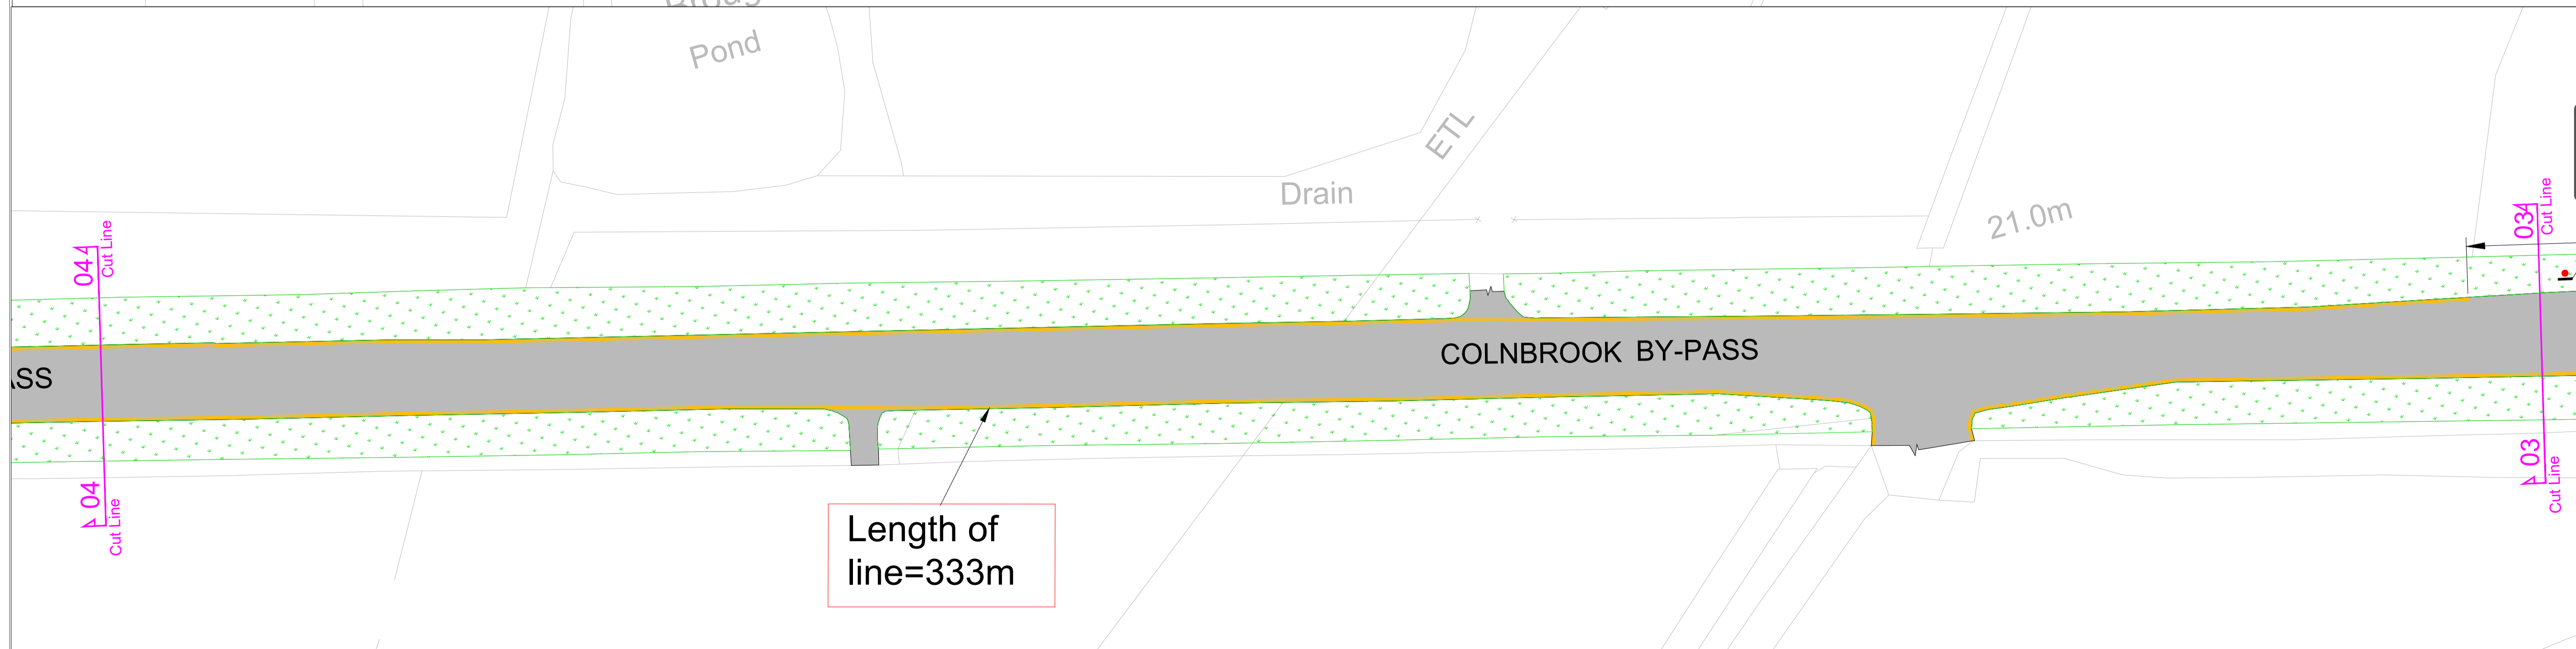 Pond
ETL
Drain
21.0m
044
Cut Line
034
Cut Line
COLNBROOK BY-PASS
ASS
04
Cut Line
03
Cut Line
Length of
line=333m